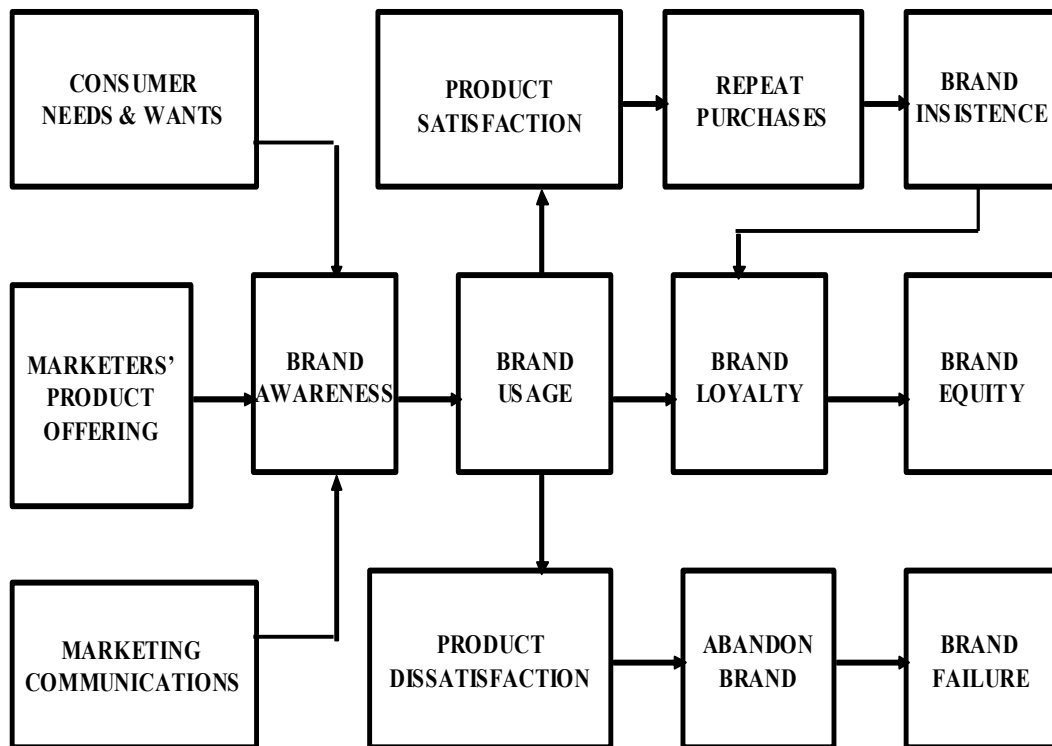 CONSUMER
NEEDS & WANTS
PRODUCT
SATISFACTION
REPEAT
PURCHASES
BRAND
INSISTENCE
MARKETERS’
PRODUCT
OFFERING
BRAND
AWARENESS
BRAND
USAGE
BRAND
LOYALTY
BRAND
EQUITY
MARKETING
COMMUNICATIONS
PRODUCT
DISSATISFACTION
ABANDON
BRAND
BRAND
FAILURE